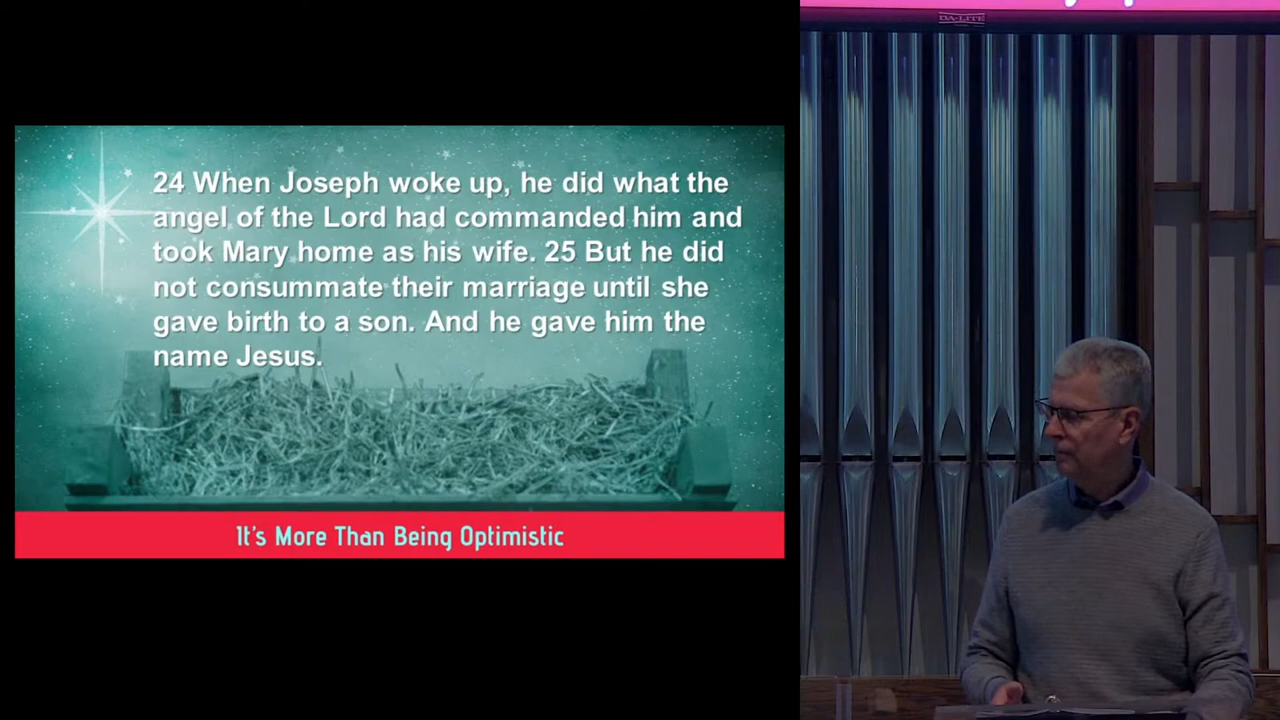 24 When Joseph woke up, he did what the
angel of the Lord had commanded him and
took Mary home as his wife. 25 But he did
not consummate their marriage until she
gave birth to a son. And he gave him the
name Jesus.
It's More Than Being Optimistic
DA-LITE